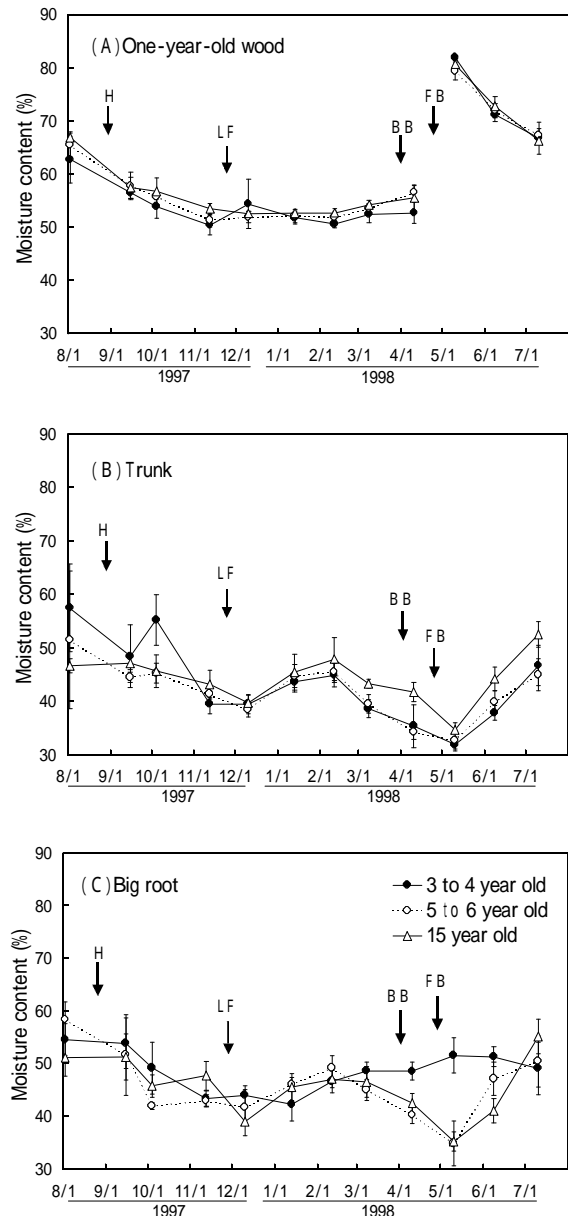 (A) One-year-old wood
Moisture content (%)
90
80
70
60
50
40
30
H
LF
BB
FB
8/1 9/1 10/1 11/1 12/1 1/1 2/1 3/1 4/1 5/1 6/1 7/1
1997 1998
(B) Trunk
Moisture content (%)
90
80
70
60
50
40
30
H
LF
BB
FB
8/1 9/1 10/1 11/1 12/1 1/1 2/1 3/1 4/1 5/1 6/1 7/1
1997 1998
(C) Big root
Moisture content (%)
90
80
70
60
50
40
30
3 to 4 year old
5 to 6 year old
15 year old
H
LF
BB
FB
8/1 9/1 10/1 11/1 12/1 1/1 2/1 3/1 4/1 5/1 6/1 7/1
1997 1998